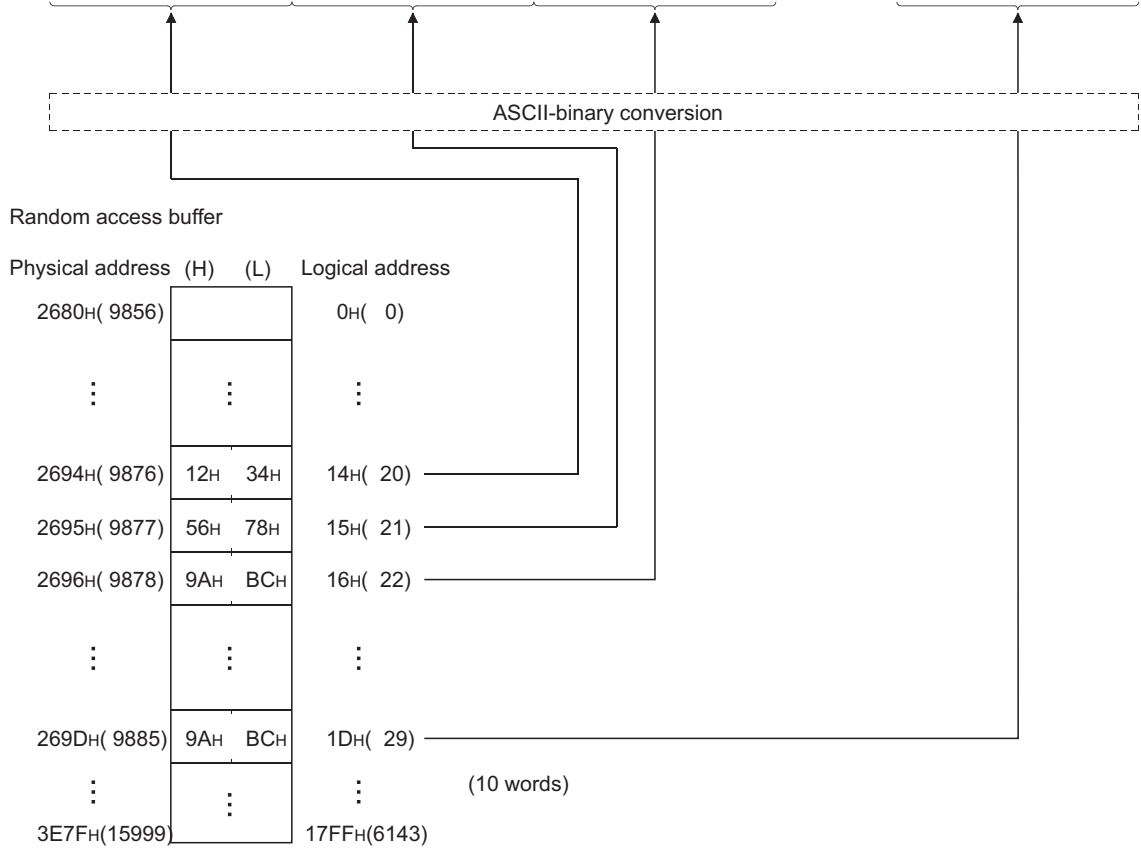 ASCII-binary conversion
Random access buffer
Physical address (H) (L) Logical address
2680H( 9856) 0H( 0)
⋮ ⋮ ⋮
2694H( 9876) 12H 34H 14H( 20)
2695H( 9877) 56H 78H 15H( 21)
2696H( 9878) 9AH BCH 16H( 22)
⋮ ⋮ ⋮
269DH( 9885) 9AH BCH 1DH( 29)
(10 words)
⋮ ⋮ ⋮
3E7FH(15999) 17FFH(6143)